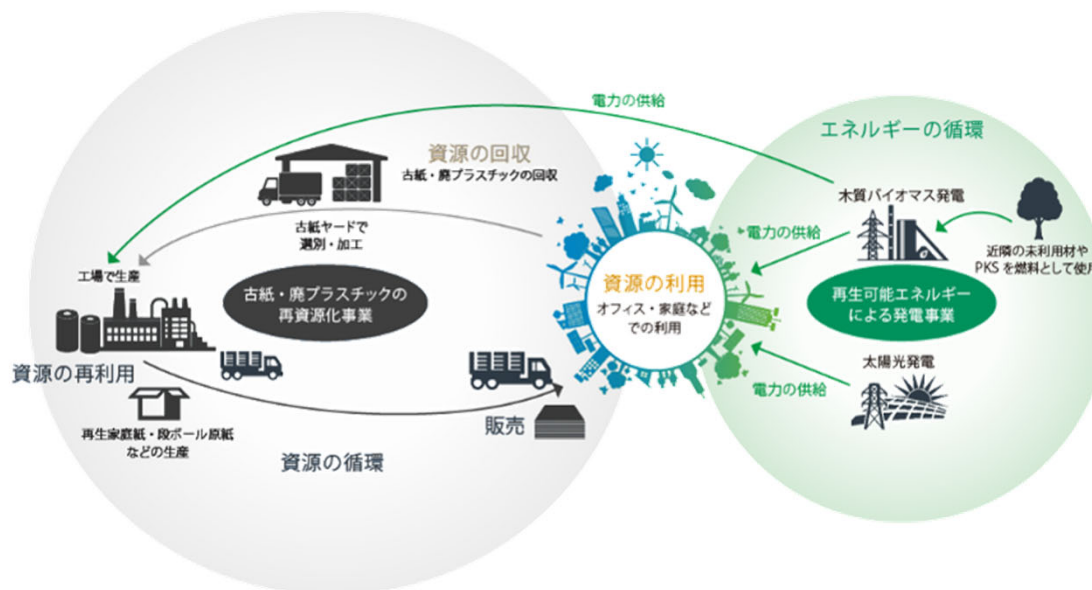 電力の供給
エネルギーの循環
資源の回収
古紙・廃プラスチックの回収
木質バイオマス発電
古紙ヤードで
選別・加工
電力の供給
近隣の未利用材や
PKSを燃料として使用
工場で生産
資源の利用
オフィス・家庭など
での利用
古紙・廃プラスチックの
再資源化事業
再生可能エネルギー
による発電事業
資源の再利用
太陽光発電
電力の供給
販売
再生家庭紙・段ボール原紙
などの生産
資源の循環